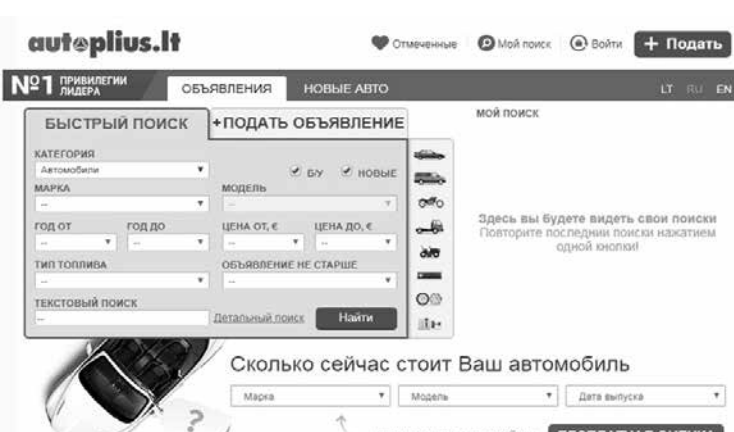 autoplius.lt
Отмеченные Мой поиск Войти + Подать
№1 ПРИВИЛЕГИИ ЛИДЕРА
ОБЪЯВЛЕНИЯ НОВЫЕ АВТО LT RU EN
БЫСТРЫЙ ПОИСК +ПОДАТЬ ОБЪЯВЛЕНИЕ
МОЙ ПОИСК
КАТЕГОРИЯ
Автомобили Б/У НОВЫЕ
МАРКА МОДЕЛЬ
-- --
ГОД ОТ ГОД ДО ЦЕНА ОТ, € ЦЕНА ДО, €
-- -- -- --
ТИП ТОПЛИВА ОБЪЯВЛЕНИЕ НЕ СТАРШЕ
-- --
ТЕКСТОВЫЙ ПОИСК
-- Детальный поиск Найти
Здесь вы будете видеть свои поиски
Повторите последнии поиски нажатием
одной кнопки!
Сколько сейчас стоит Ваш автомобиль
Марка Модель Дата выпуска
?